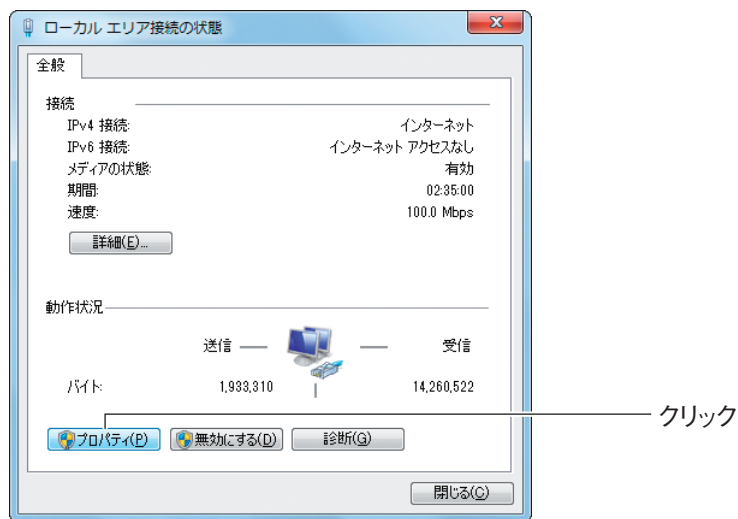 ローカル エリア接続の状態
全般
接続
IPv4 接続: インターネット
IPv6 接続: インターネット アクセスなし
メディアの状態: 有効
期間: 02:35:00
速度: 100.0 Mbps
詳細(E)...
動作状況
送信 受信
バイト: 1,933,310 14,260,522
プロパティ(P) 無効にする(D) 診断(G) クリック
閉じる(C)